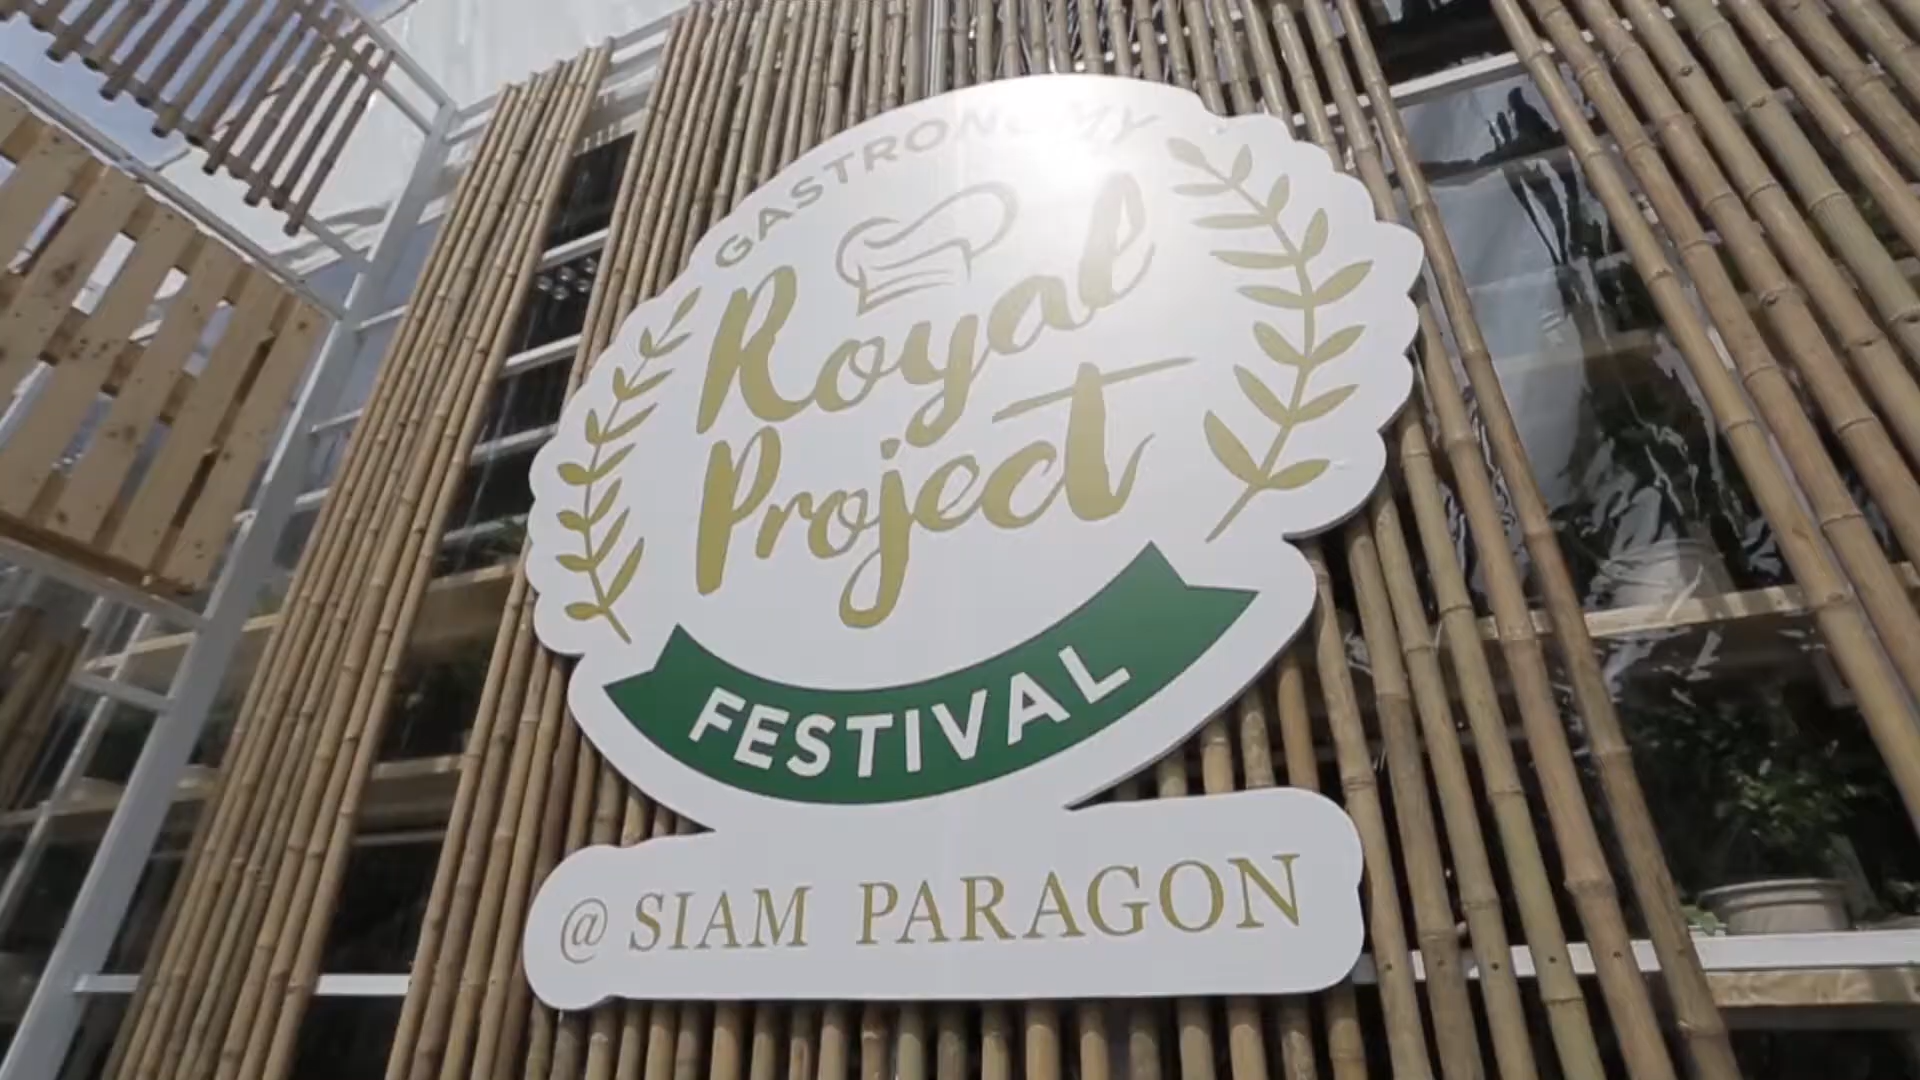 GASTRONOMY
Royal
Project
FESTIVAL
@ SIAM PARAGON